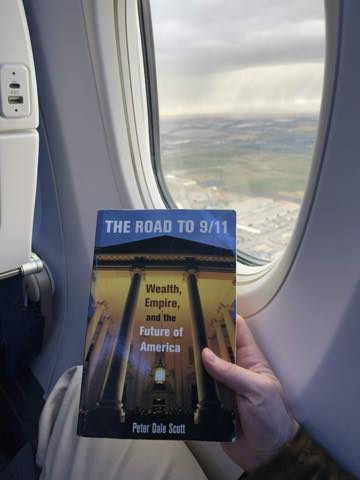 THE ROAD TO 9/11
Wealth,
Empire,
and the
Future of
America
Peter Dale Scott